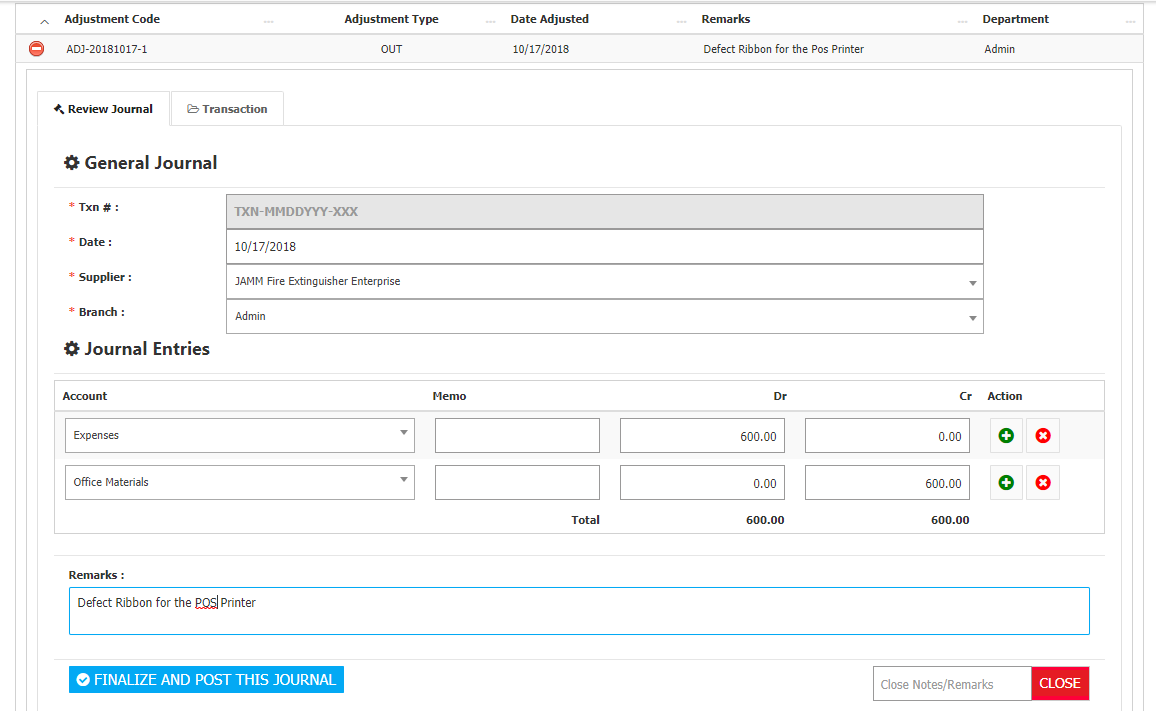 Adjustment Code ... Adjustment Type ... Date Adjusted ... Remarks ... Department ...
ADJ-20181017-1 OUT 10/17/2018 Defect Ribbon for the Pos Printer Admin
Review Journal Transaction
General Journal
* Txn # : TXN-MMDDYYY-XXX
* Date : 10/17/2018
* Supplier : JAMM Fire Extinguisher Enterprise
* Branch : Admin
Journal Entries
Account Memo Dr Cr Action
Expenses 600.00 0.00
Office Materials 0.00 600.00
Total 600.00 600.00
Remarks :
Defect Ribbon for the POS Printer
FINALIZE AND POST THIS JOURNAL Close Notes/Remarks CLOSE